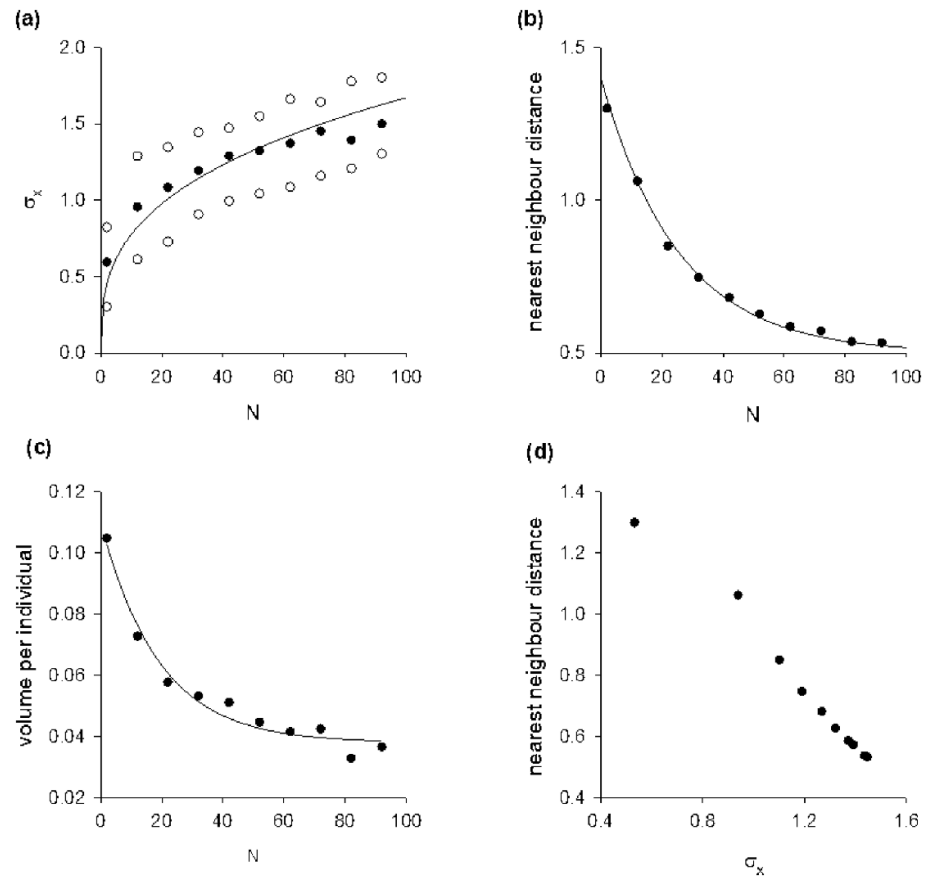 (a)
2.0
1.5
1.0
0.5
0.0
σx
0 20 40 60 80 100
N
(b)
1.5
1.0
0.5
nearest neighbour distance
0 20 40 60 80 100
N
(c)
0.12
0.10
0.08
0.06
0.04
0.02
volume per individual
0 20 40 60 80 100
N
(d)
1.4
1.2
1.0
0.8
0.6
0.4
nearest neighbour distance
0.4 0.8 1.2 1.6
σx